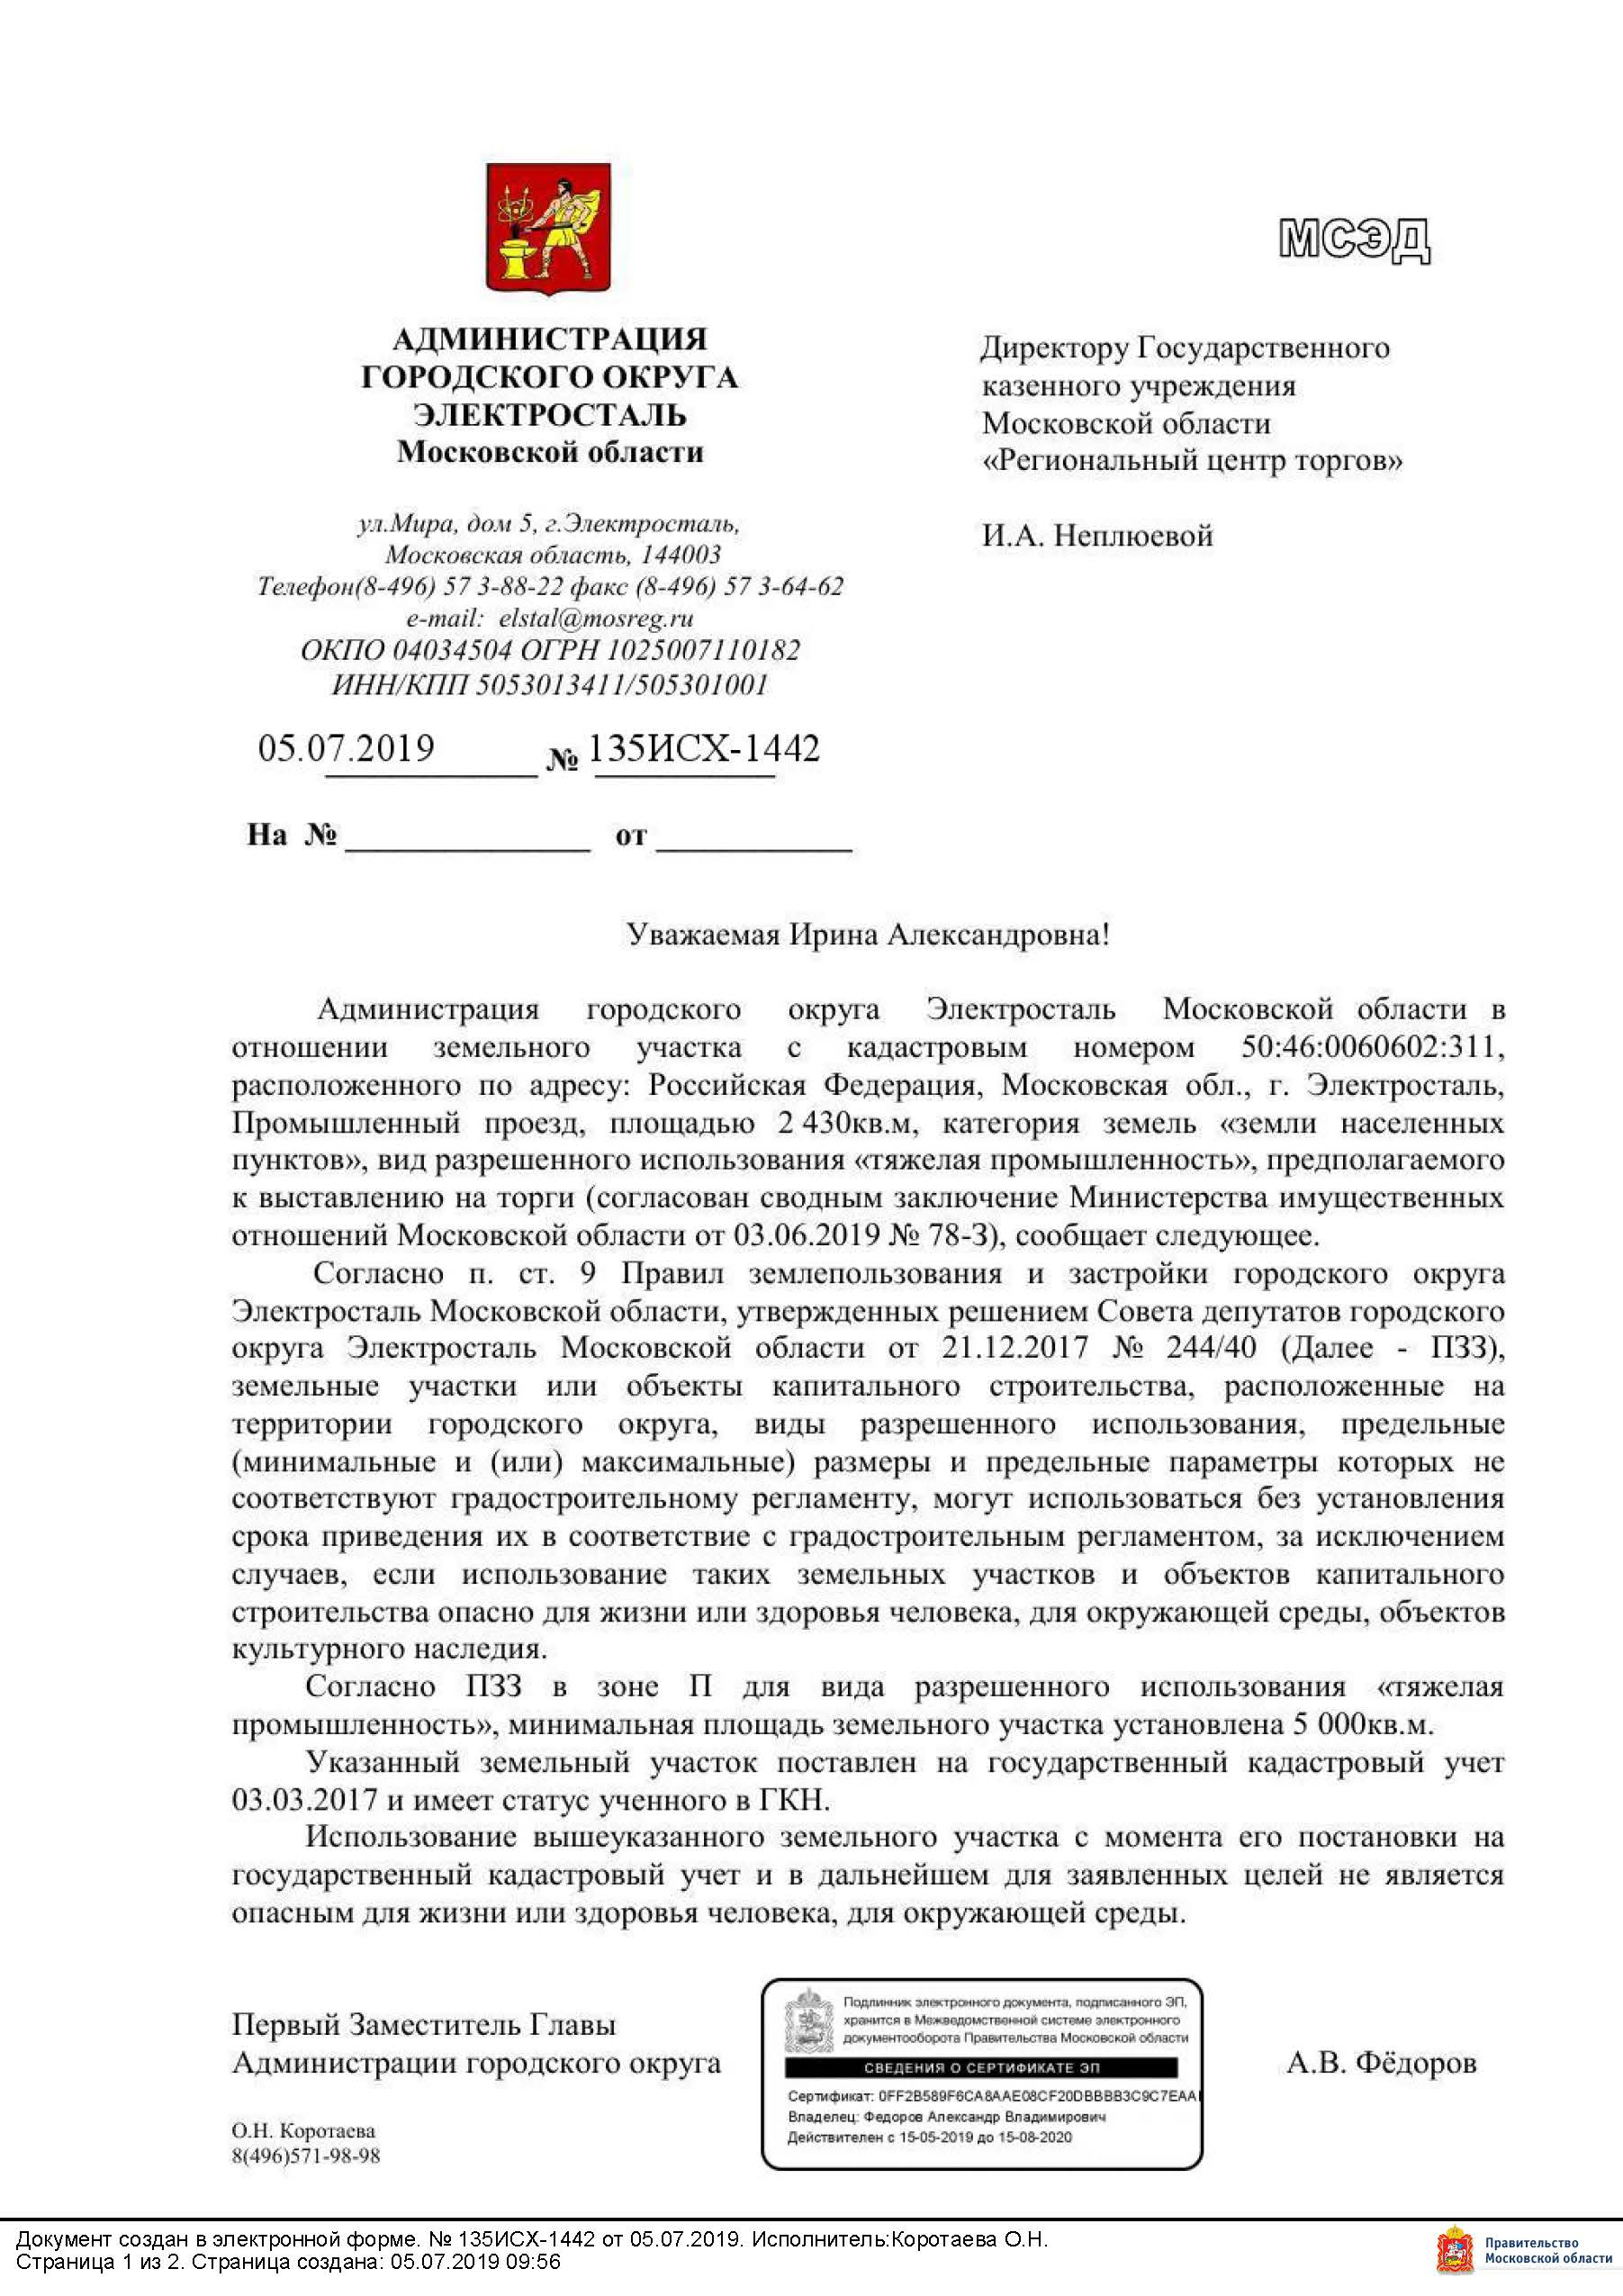 МСЭД
АДМИНИСТРАЦИЯ
ГОРОДСКОГО ОКРУГА
ЭЛЕКТРОСТАЛЬ
Московской области
ул.Мира, дом 5, г.Электросталь,
Московская область, 144003
Телефон(8-496) 57 3-88-22 факс (8-496) 57 3-64-62
e-mail: elstal@mosreg.ru
ОКПО 04034504 ОГРН 1025007110182
ИНН/КПП 5053013411/505301001
05.07.2019 № 135ИСХ-1442
На № от
Директору Государственного
казенного учреждения
Московской области
«Региональный центр торгов»
И.А. Неплюевой
Уважаемая Ирина Александровна!
Администрация городского округа Электросталь Московской области в
отношении земельного участка с кадастровым номером 50:46:0060602:311,
расположенного по адресу: Российская Федерация, Московская обл., г. Электросталь,
Промышленный проезд, площадью 2 430кв.м, категория земель «земли населенных
пунктов», вид разрешенного использования «тяжелая промышленность», предполагаемого
к выставлению на торги (согласован сводным заключение Министерства имущественных
отношений Московской области от 03.06.2019 № 78-З), сообщает следующее.
Согласно п. ст. 9 Правил землепользования и застройки городского округа
Электросталь Московской области, утвержденных решением Совета депутатов городского
округа Электросталь Московской области от 21.12.2017 № 244/40 (Далее - ПЗЗ),
земельные участки или объекты капитального строительства, расположенные на
территории городского округа, виды разрешенного использования, предельные
(минимальные и (или) максимальные) размеры и предельные параметры которых не
соответствуют градостроительному регламенту, могут использоваться без установления
срока приведения их в соответствие с градостроительным регламентом, за исключением
случаев, если использование таких земельных участков и объектов капитального
строительства опасно для жизни или здоровья человека, для окружающей среды, объектов
культурного наследия.
Согласно ПЗЗ в зоне П для вида разрешенного использования «тяжелая
промышленность», минимальная площадь земельного участка установлена 5 000кв.м.
Указанный земельный участок поставлен на государственный кадастровый учет
03.03.2017 и имеет статус ученного в ГКН.
Использование вышеуказанного земельного участка с момента его постановки на
государственный кадастровый учет и в дальнейшем для заявленных целей не является
опасным для жизни или здоровья человека, для окружающей среды.
Первый Заместитель Главы
Администрации городского округа
Подлинник электронного документа, подписанного ЭП,
хранится в Межведомственной системе электронного
документооборота Правительства Московской области
СВЕДЕНИЯ О СЕРТИФИКАТЕ ЭП
Сертификат: 0FF2B589F6CA8AAE08CF20DBBBB3C9C7EAA
Владелец: Федоров Александр Владимирович
Действителен с 15-05-2019 до 15-08-2020
А.В. Фёдоров
О.Н. Коротаева
8(496)571-98-98
Документ создан в электронной форме. № 135ИСХ-1442 от 05.07.2019. Исполнитель:Коротаева О.Н.
Страница 1 из 2. Страница создана: 05.07.2019 09:56
Правительство
Московской области